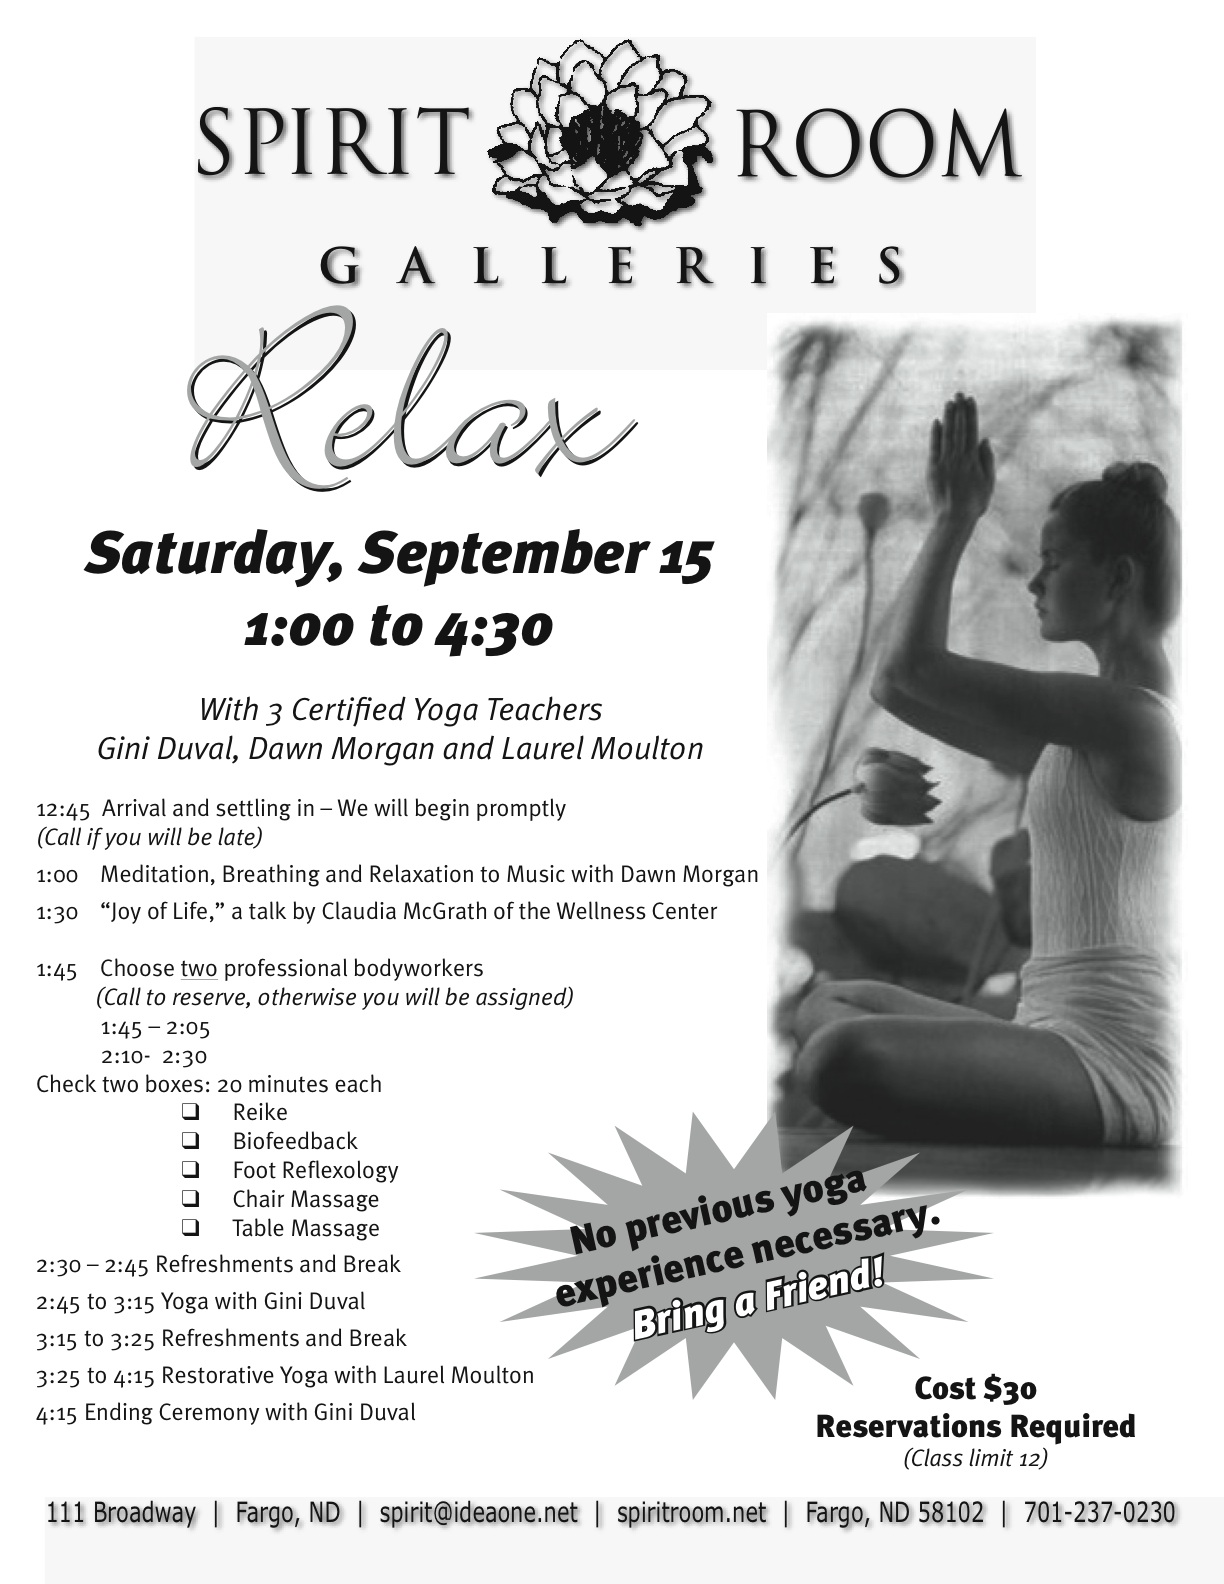 SPIRIT ROOM
GALLERIES
Relax
Saturday, September 15
1:00 to 4:30
With 3 Certified Yoga Teachers
Gini Duval, Dawn Morgan and Laurel Moulton
12:45 Arrival and settling in – We will begin promptly
(Call if you will be late)
1:00 Meditation, Breathing and Relaxation to Music with Dawn Morgan
1:30 “Joy of Life,” a talk by Claudia McGrath of the Wellness Center
1:45 Choose two professional bodyworkers
(Call to reserve, otherwise you will be assigned)
1:45 – 2:05
2:10- 2:30
Check two boxes: 20 minutes each
❑ Reike
❑ Biofeedback
❑ Foot Reflexology
❑ Chair Massage
❑ Table Massage
2:30 – 2:45 Refreshments and Break
2:45 to 3:15 Yoga with Gini Duval
3:15 to 3:25 Refreshments and Break
3:25 to 4:15 Restorative Yoga with Laurel Moulton
4:15 Ending Ceremony with Gini Duval
No previous yoga
experience necessary.
Bring a Friend!
Cost $30
Reservations Required
(Class limit 12)
111 Broadway | Fargo, ND | spirit@ideaone.net | spiritroom.net | Fargo, ND 58102 | 701-237-0230